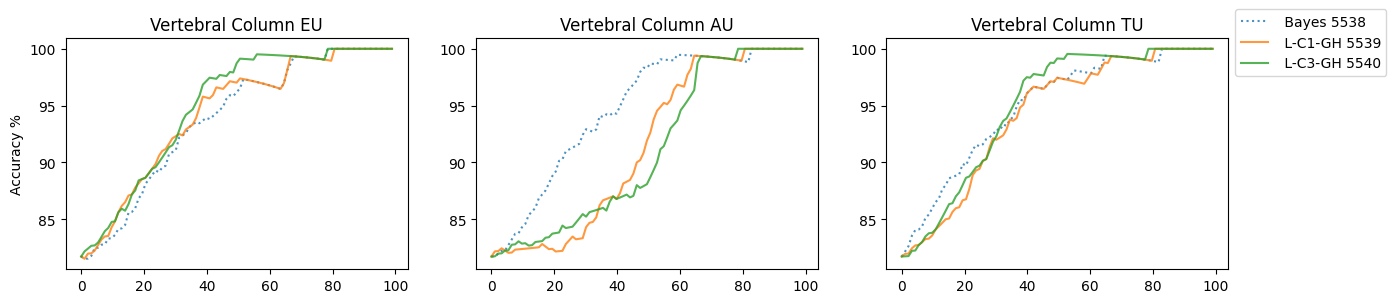 Vertebral Column EU
Vertebral Column AU
Vertebral Column TU
Bayes 5538
L-C1-GH 5539
L-C3-GH 5540
Accuracy %
100
95
90
85
0 20 40 60 80 100
100
95
90
85
0 20 40 60 80 100
100
95
90
85
0 20 40 60 80 100